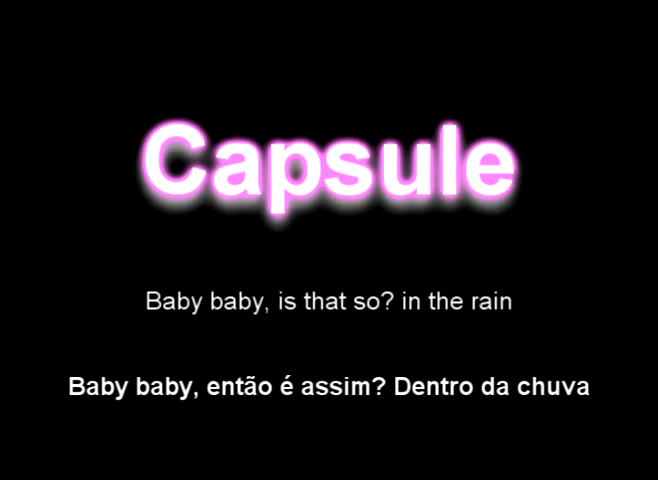 Capsule
Baby baby, is that so? in the rain
Baby baby, então é assim? Dentro da chuva